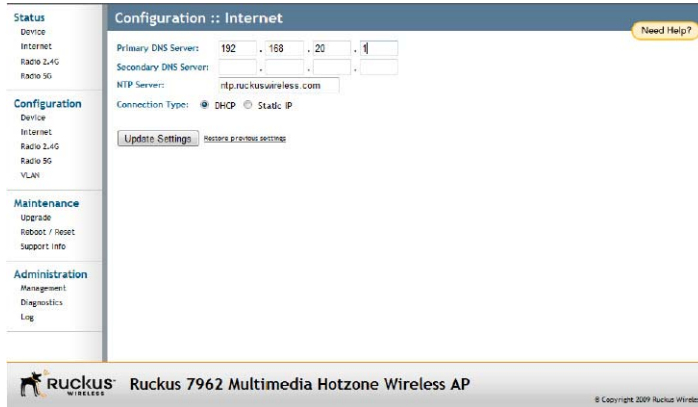 Status
Device
Internet
Radio 2.4G
Radio 5G
Configuration
Device
Internet
Radio 2.4G
Radio 5G
VLAN
Maintenance
Upgrade
Reboot / Reset
Support Info
Administration
Management
Diagnostics
Log
Configuration :: Internet
Need Help?
Primary DNS Server: 192 . 168 . 20 . 1
Secondary DNS Server: . . .
NTP Server: ntp.ruckuswireless.com
Connection Type: DHCP Static IP
Update Settings Restore previous settings
RUCKUS WIRELESS
Ruckus 7962 Multimedia Hotzone Wireless AP
© Copyright 2009 Ruckus Wireles